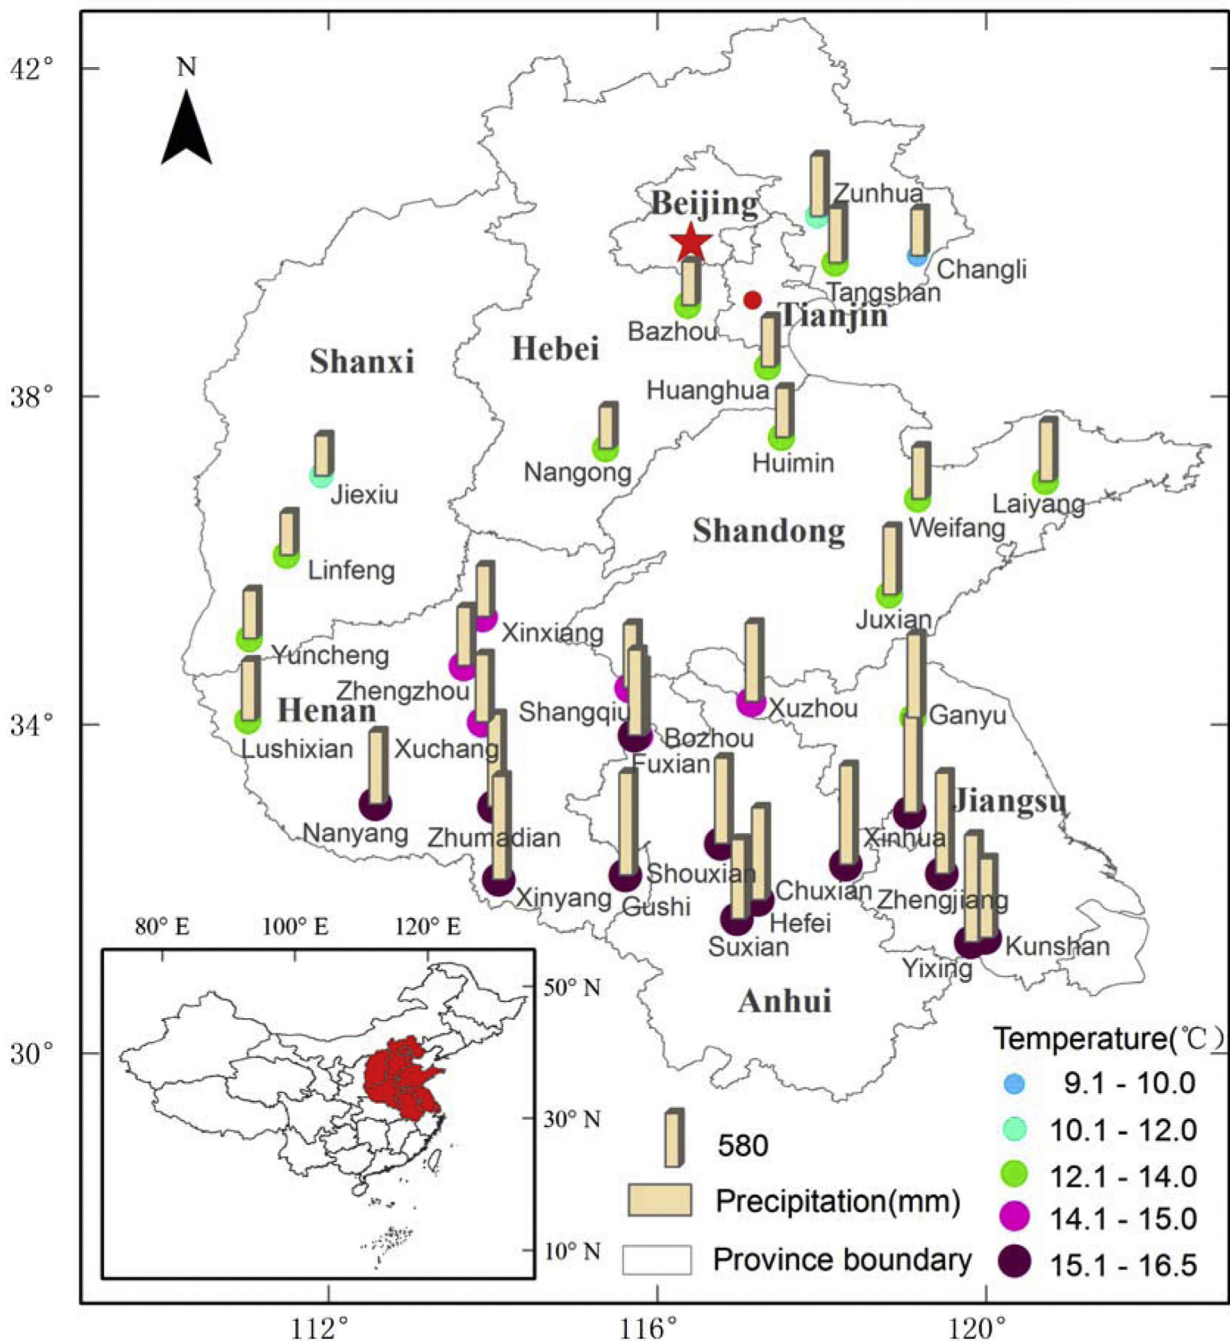 42°
N
Zunhua
Beijing
Changli
Tangshan
Tianjin
Bazhou
Hebei
Shanxi
38°
Huanghua
Huimin
Nangong
Jiexiu
Laiyang
Weifang
Shandong
Linfeng
Juxian
Xinxiang
Yuncheng
Zhengzhou
Henan
Shangqiu
Xuzhou
Ganyu
34°
Lushixian
Xuchang
Bozhou
Fuxian
Jiangsu
Nanyang
Zhumadian
Xinhua
Shouxian
Xinyang
Gushi
Chuxian
Zhengjiang
Hefei
Suxian
Kunshan
Yixing
Anhui
80° E
100° E
120° E
50° N
30° N
10° N
30°
Temperature(℃)
9.1 - 10.0
10.1 - 12.0
12.1 - 14.0
14.1 - 15.0
15.1 - 16.5
580
Precipitation(mm)
Province boundary
112°
116°
120°